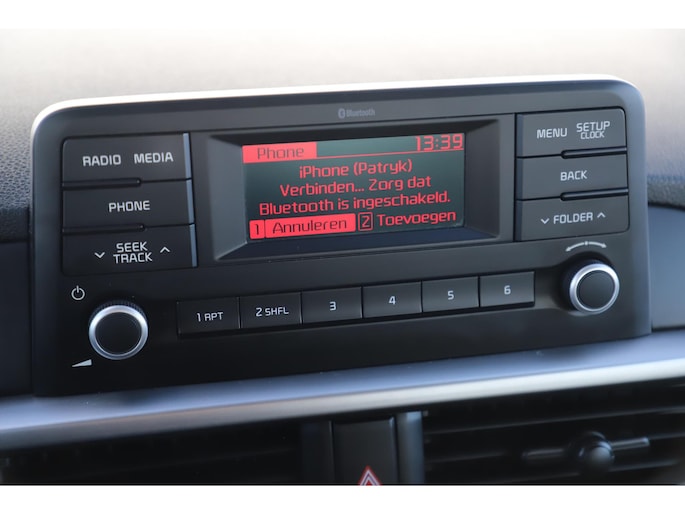 Bluetooth
RADIO MEDIA
PHONE
SEEK
TRACK
Phone 13:39
iPhone (Patryk)
Verbinden... Zorg dat
Bluetooth is ingeschakeld.
1 Annuleren 2 Toevoegen
MENU SETUP
CLOCK
BACK
FOLDER
1 RPT 2 SHFL 3 4 5 6